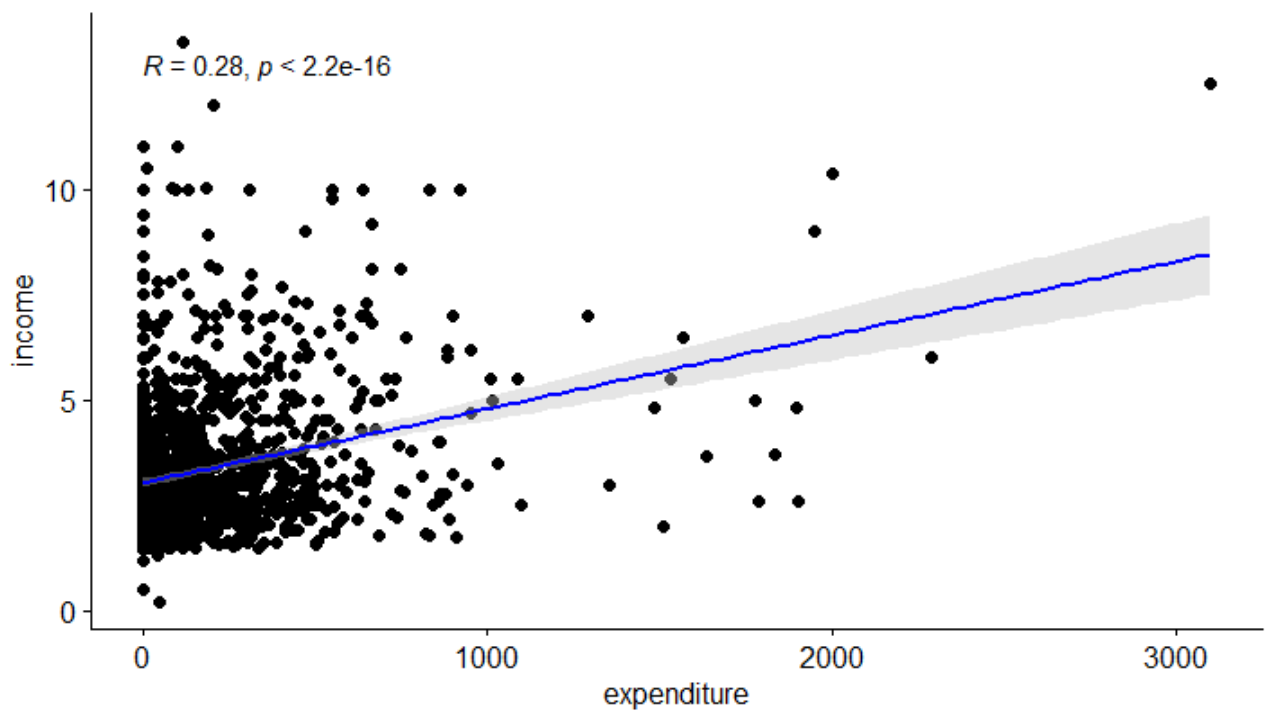 R = 0.28, p < 2.2e-16
10
5
0
income
0 1000 2000 3000
expenditure